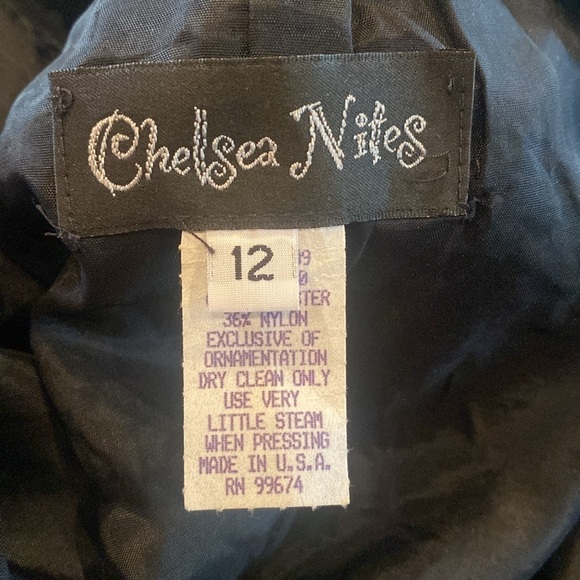 Chelsea Nites
12
36% NYLON
EXCLUSIVE OF
ORNAMENTATION
DRY CLEAN ONLY
USE VERY
LITTLE STEAM
WHEN PRESSING
MADE IN U.S.A.
RN 99674